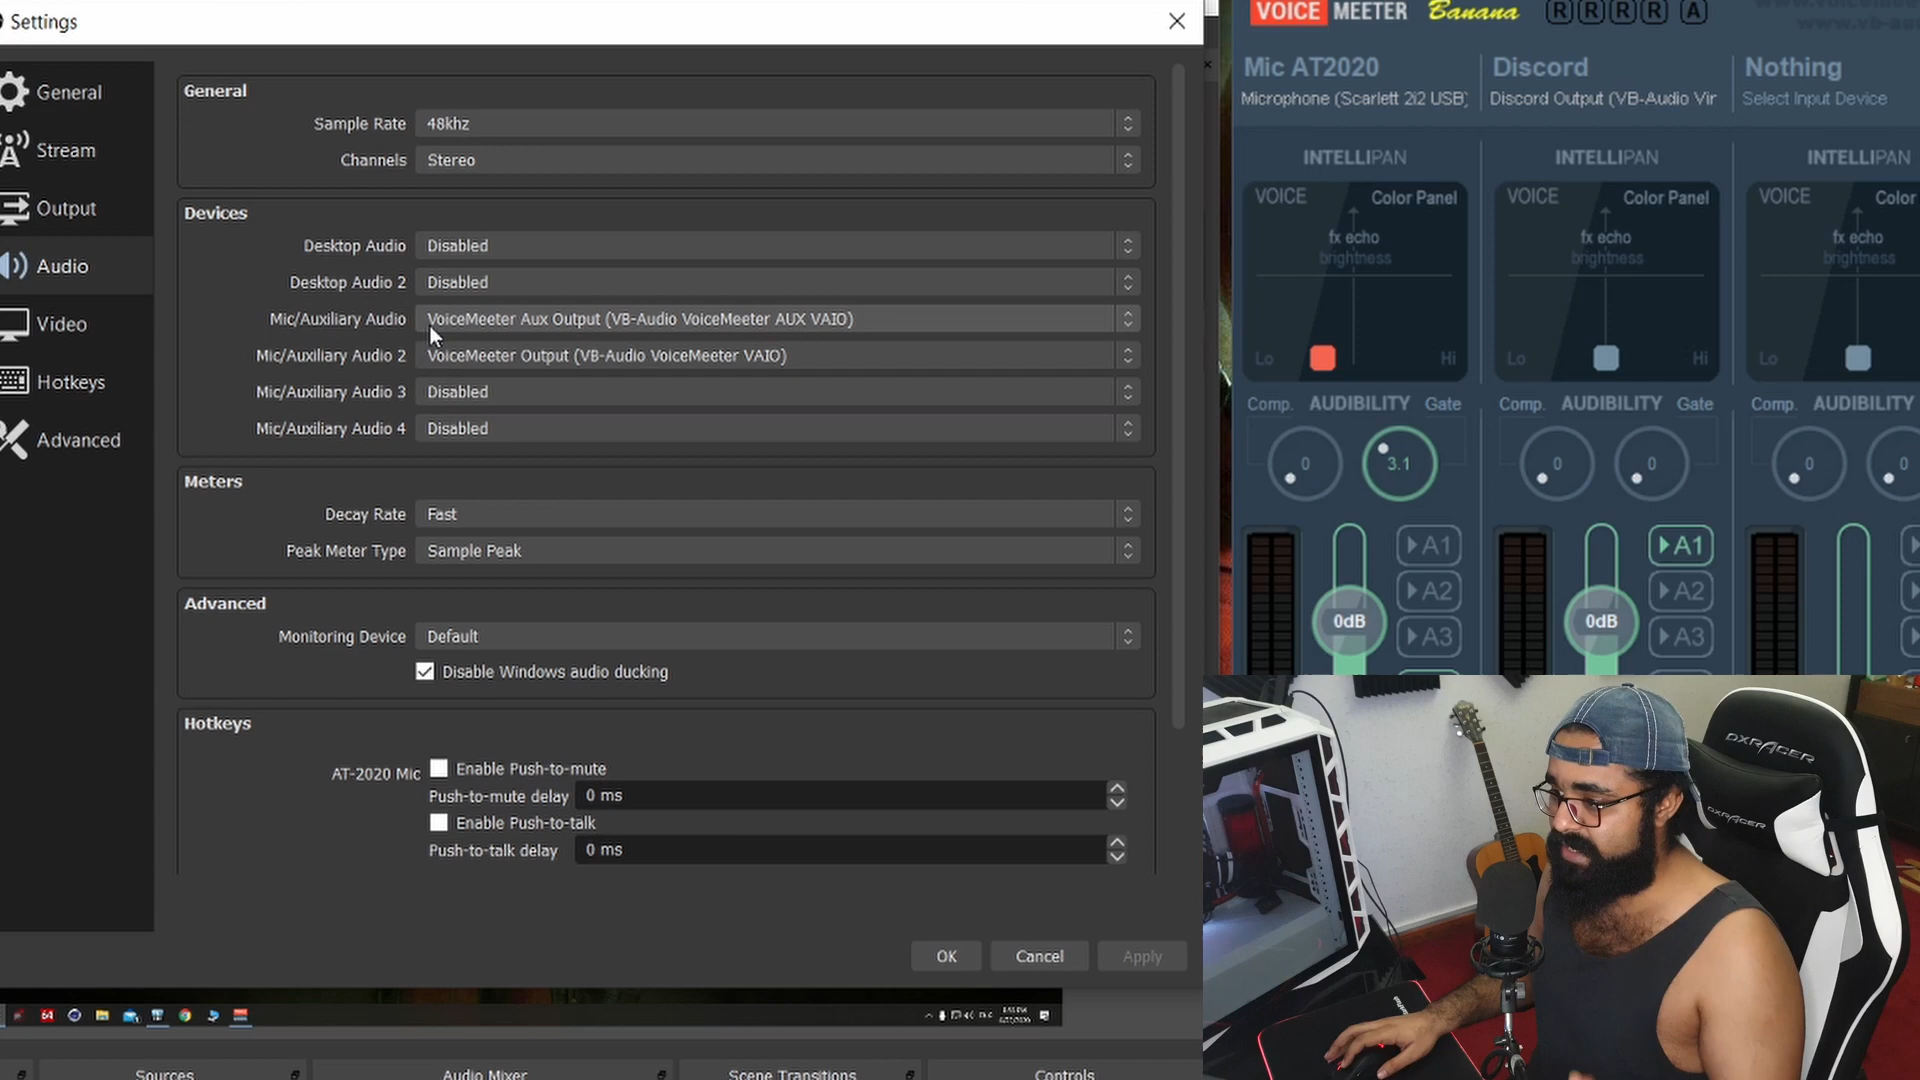 Settings
General
Stream
Output
Audio
Video
Hotkeys
Advanced
General
Sample Rate 48khz
Channels Stereo
Devices
Desktop Audio Disabled
Desktop Audio 2 Disabled
Mic/Auxiliary Audio VoiceMeeter Aux Output (VB-Audio VoiceMeeter AUX VAIO)
Mic/Auxiliary Audio 2 VoiceMeeter Output (VB-Audio VoiceMeeter VAIO)
Mic/Auxiliary Audio 3 Disabled
Mic/Auxiliary Audio 4 Disabled
Meters
Decay Rate Fast
Peak Meter Type Sample Peak
Advanced
Monitoring Device Default
Disable Windows audio ducking
Hotkeys
AT-2020 Mic Enable Push-to-mute
Push-to-mute delay 0 ms
Enable Push-to-talk
Push-to-talk delay 0 ms
OK Cancel Apply
Sources Audio Mixer Scene Transitions Controls
VOICE MEETER Banana R R R R A
Mic AT2020 Discord Nothing
Microphone (Scarlett 2i2 USB) Discord Output (VB-Audio Vir Select Input Device
INTELLIPAN INTELLIPAN INTELLIPAN
VOICE Color Panel VOICE Color Panel VOICE Color
fx echo fx echo fx echo
brightness brightness brightness
Lo Hi Lo Hi Lo
Comp. AUDIBILITY Gate Comp. AUDIBILITY Gate Comp. AUDIBILITY
0 3.1 0 0 0 0
A1 A1
A2 A2
0dB 0dB
A3 A3
DXRACER
DXRACER